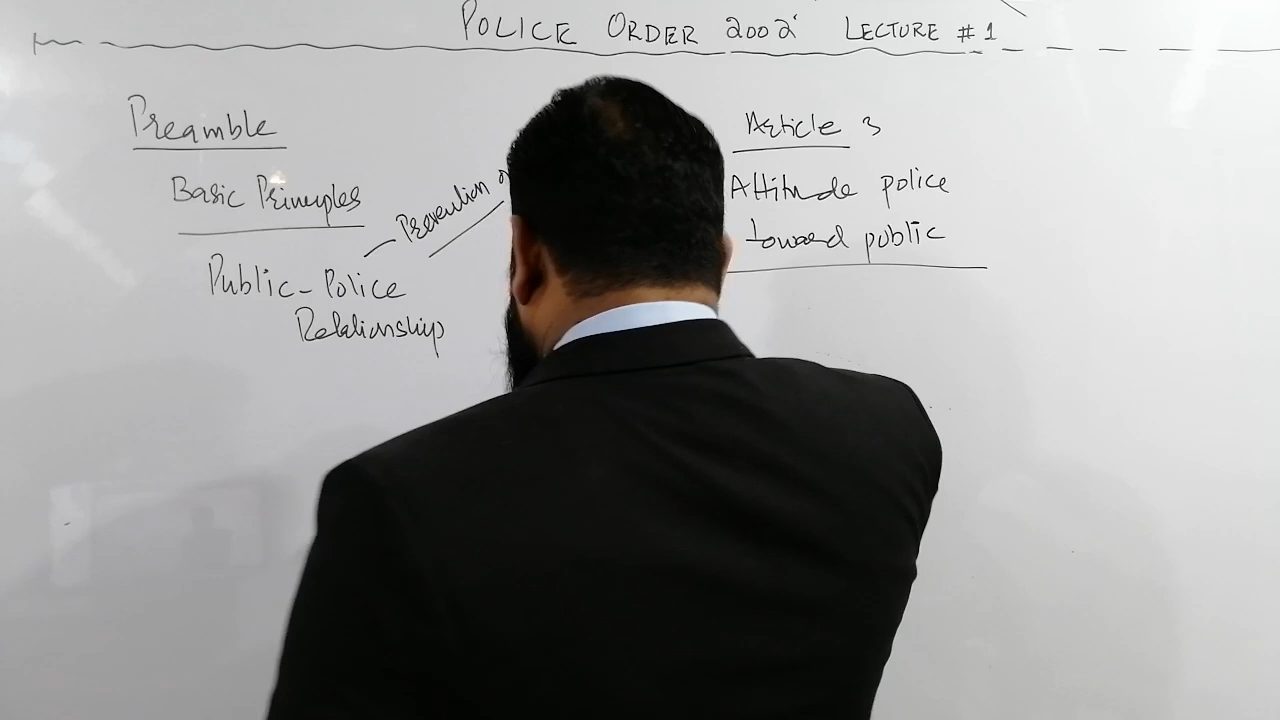 POLICE ORDER 2002' LECTURE # 1
Preamble
Basic Principles
Prevention
Public-Police
Relationship
Article 3
Attitude police
toward public